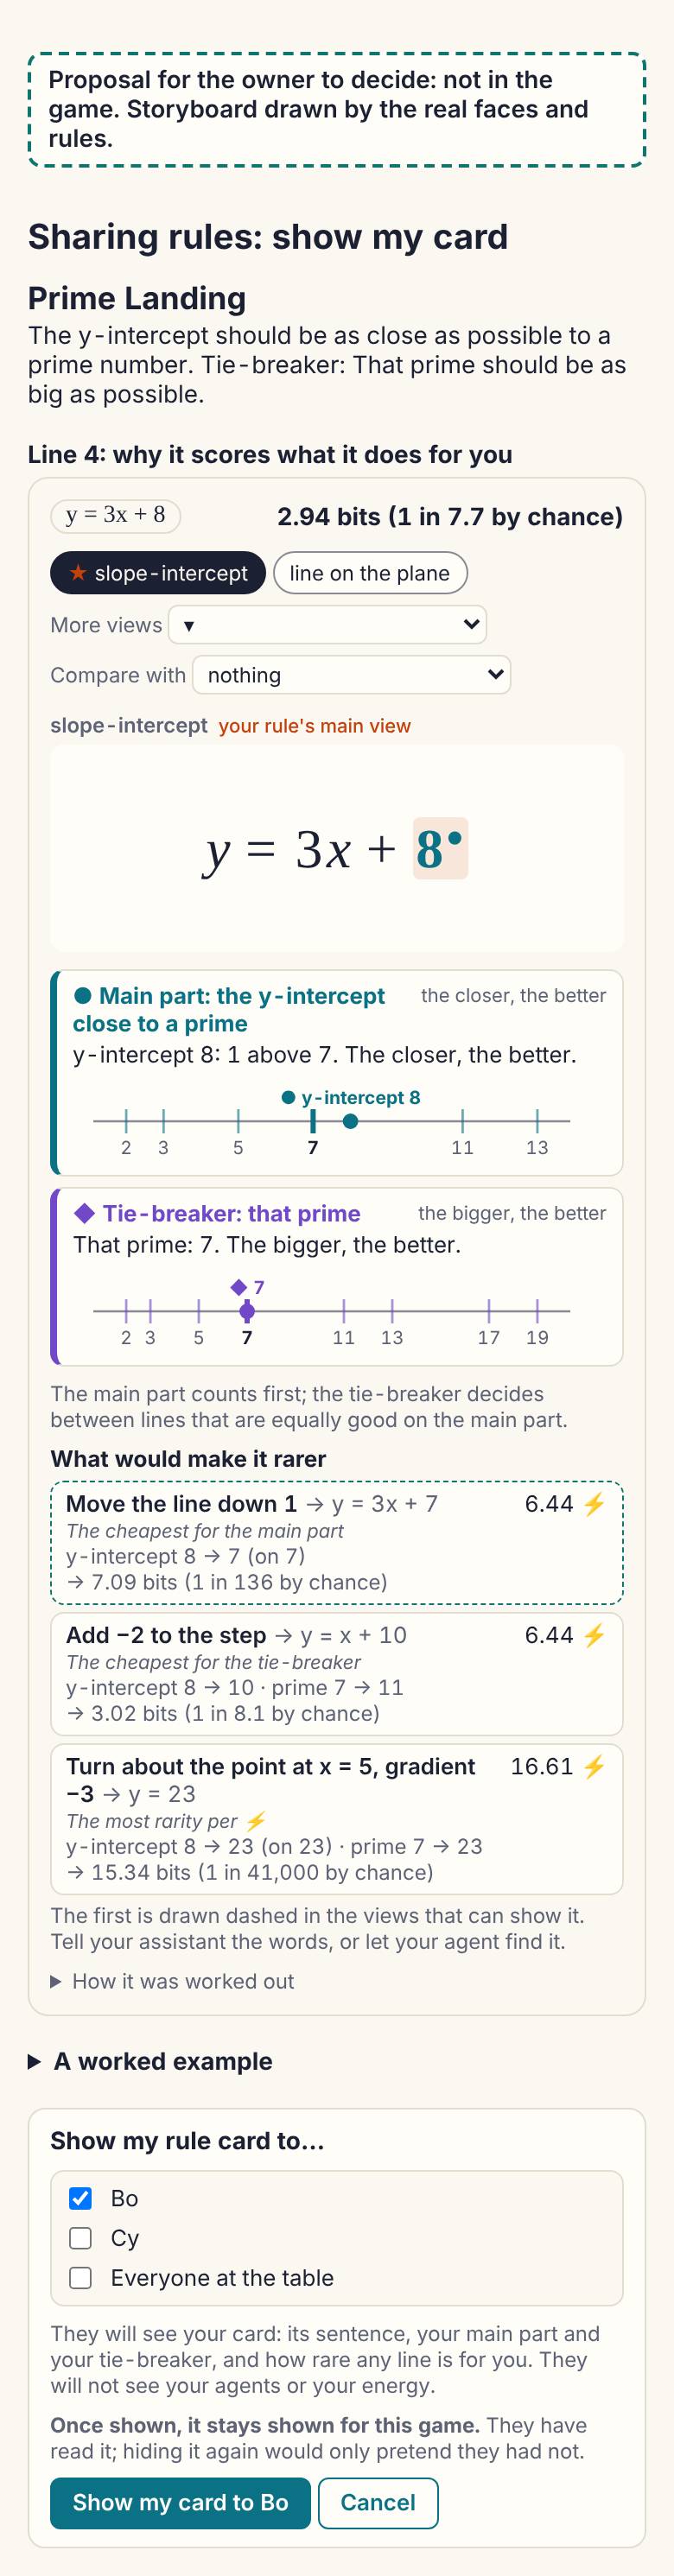 Proposal for the owner to decide: not in the
game. Storyboard drawn by the real faces and
rules.
Sharing rules: show my card
Prime Landing
The y-intercept should be as close as possible to a
prime number. Tie-breaker: That prime should be as
big as possible.
Line 4: why it scores what it does for you
y = 3x + 8
2.94 bits (1 in 7.7 by chance)
★ slope-intercept
line on the plane
More views ▾
Compare with nothing
slope-intercept your rule's main view
y = 3x + 8
● Main part: the y-intercept
close to a prime
the closer, the better
y-intercept 8: 1 above 7. The closer, the better.
● y-intercept 8
2 3 5 7 11 13
◆ Tie-breaker: that prime
the bigger, the better
That prime: 7. The bigger, the better.
◆ 7
2 3 5 7 11 13 17 19
The main part counts first; the tie-breaker decides
between lines that are equally good on the main part.
What would make it rarer
Move the line down 1 → y = 3x + 7 6.44 ⚡
The cheapest for the main part
y-intercept 8 → 7 (on 7)
→ 7.09 bits (1 in 136 by chance)
Add −2 to the step → y = x + 10 6.44 ⚡
The cheapest for the tie-breaker
y-intercept 8 → 10 · prime 7 → 11
→ 3.02 bits (1 in 8.1 by chance)
Turn about the point at x = 5, gradient 16.61 ⚡
−3 → y = 23
The most rarity per ⚡
y-intercept 8 → 23 (on 23) · prime 7 → 23
→ 15.34 bits (1 in 41,000 by chance)
The first is drawn dashed in the views that can show it.
Tell your assistant the words, or let your agent find it.
▶ How it was worked out
▶ A worked example
Show my rule card to…
Bo
Cy
Everyone at the table
They will see your card: its sentence, your main part and
your tie-breaker, and how rare any line is for you. They
will not see your agents or your energy.
Once shown, it stays shown for this game. They have
read it; hiding it again would only pretend they had not.
Show my card to Bo
Cancel